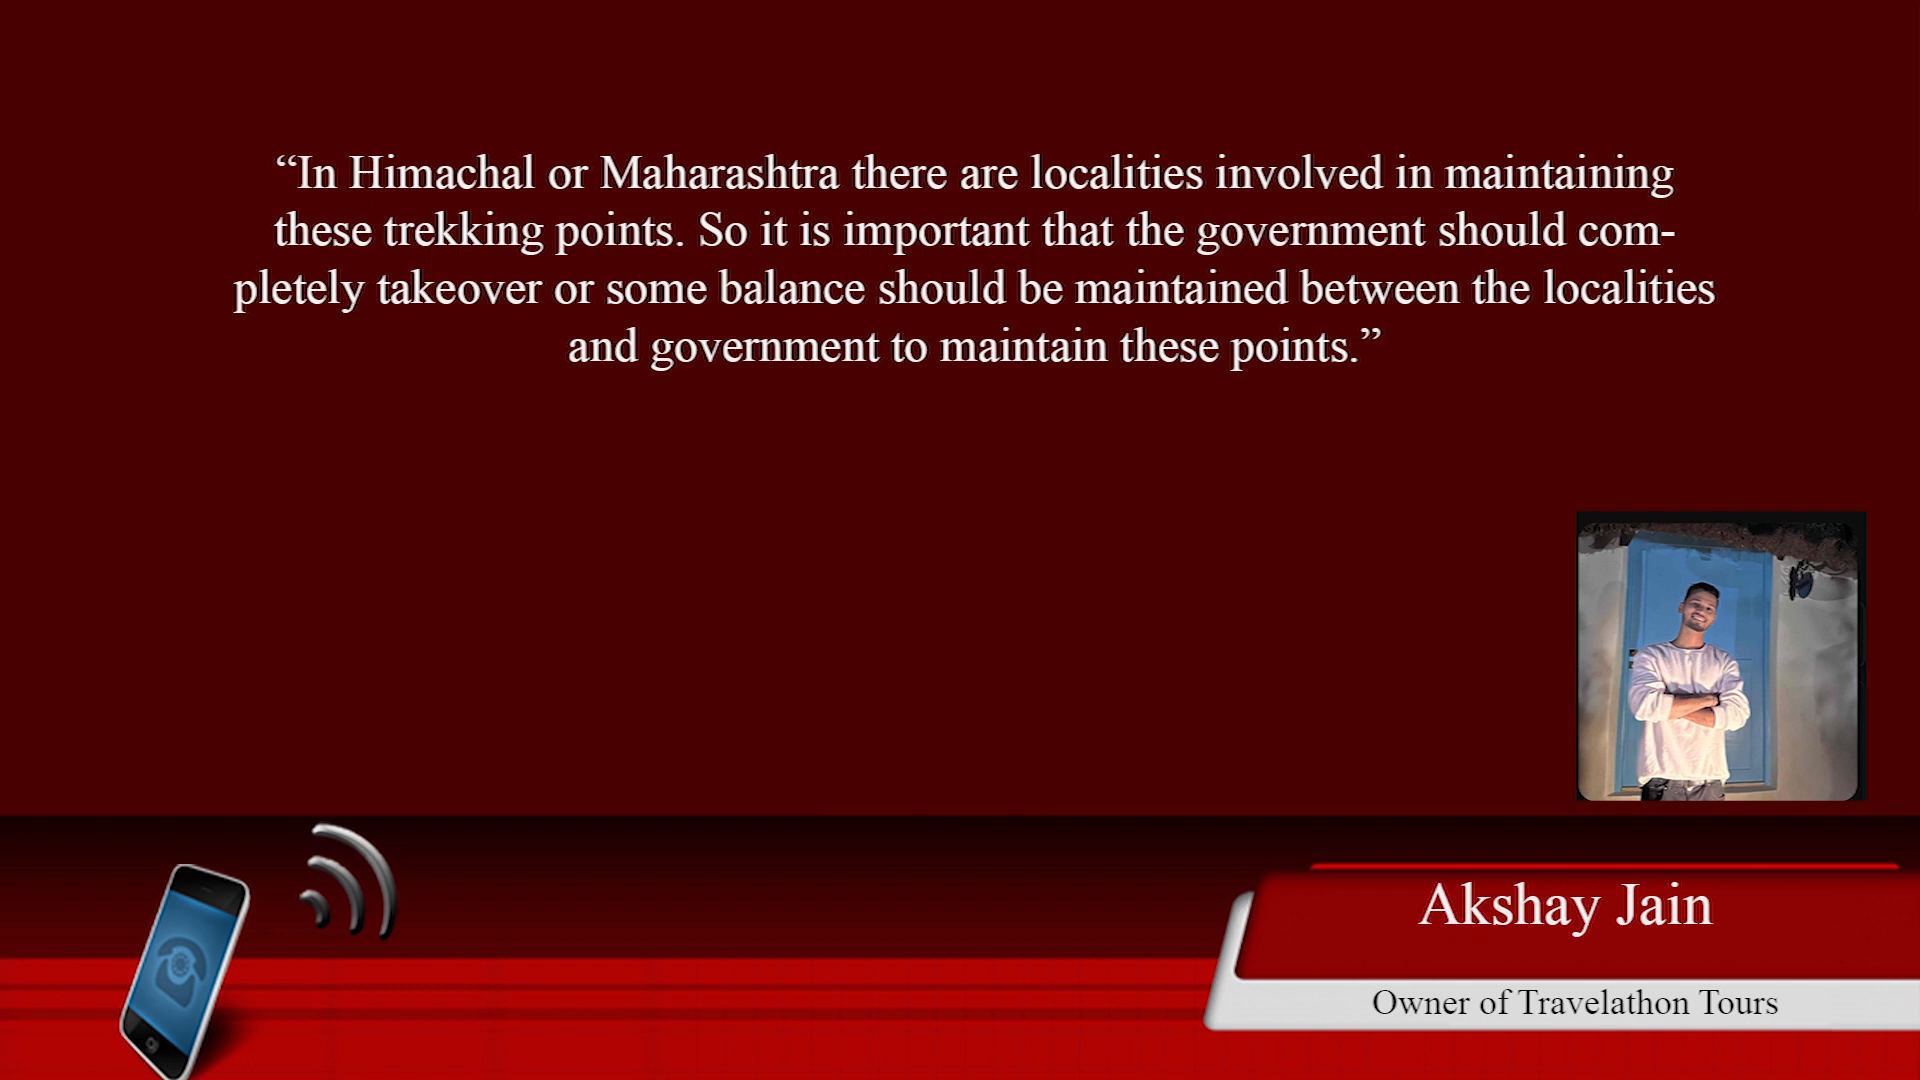 “In Himachal or Maharashtra there are localities involved in maintaining
these trekking points. So it is important that the government should com-
pletely takeover or some balance should be maintained between the localities
and government to maintain these points.”
Akshay Jain
Owner of Travelathon Tours